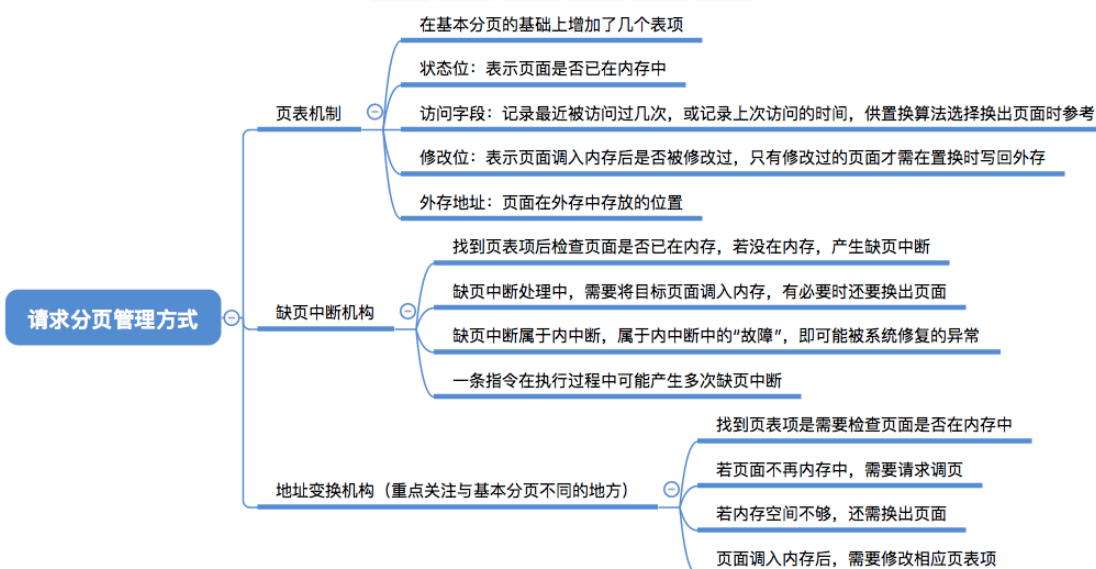 请求分页管理方式
页表机制
在基本分页的基础上增加了几个表项
状态位：表示页面是否已在内存中
访问字段：记录最近被访问过几次，或记录上次访问的时间，供置换算法选择换出页面时参考
修改位：表示页面调入内存后是否被修改过，只有修改过的页面才需在置换时写回外存
外存地址：页面在外存中存放的位置
缺页中断机构
找到页表项后检查页面是否已在内存，若没在内存，产生缺页中断
缺页中断处理中，需要将目标页面调入内存，有必要时还要换出页面
缺页中断属于内中断，属于内中断中的“故障”，即可能被系统修复的异常
一条指令在执行过程中可能产生多次缺页中断
地址变换机构（重点关注与基本分页不同的地方）
找到页表项是需要检查页面是否在内存中
若页面不再内存中，需要请求调页
若内存空间不够，还需换出页面
页面调入内存后，需要修改相应页表项